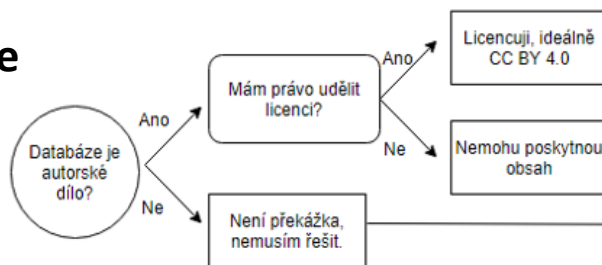 e
Databáze je
autorské
dílo?
Ano
Ne
Mám právo udělit
licenci?
Ano
Ne
Licencuji, ideálně
CC BY 4.0
Nemohu poskytnou
obsah
Není překážka,
nemusím řešit.